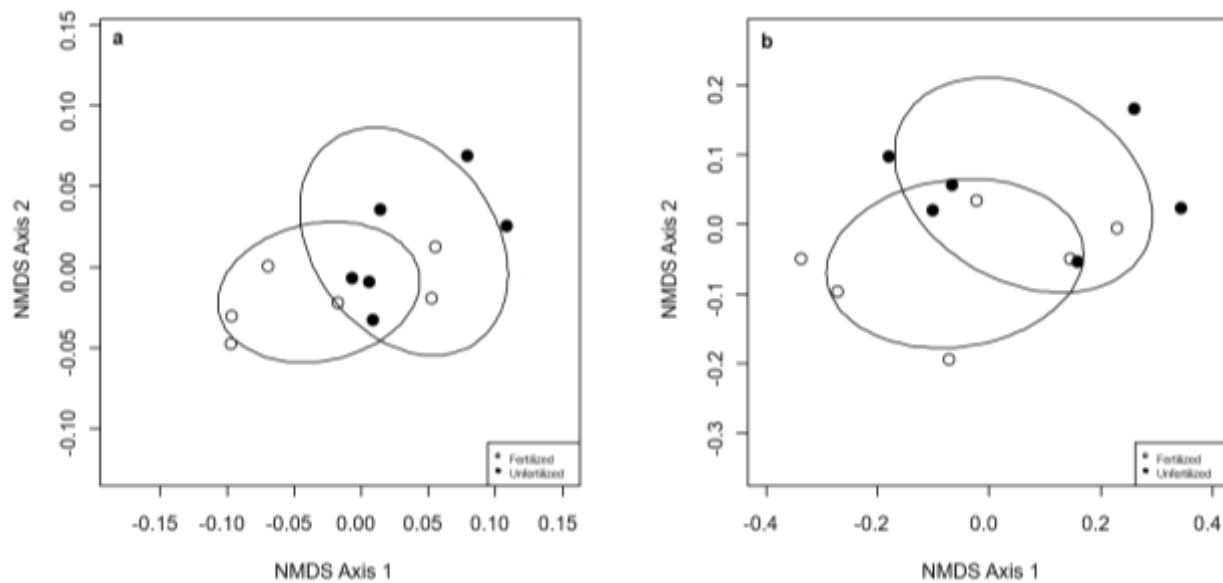 a
0.15
0.10
0.05
0.00
-0.05
-0.10
NMDS Axis 2
-0.15
-0.10
-0.05
0.00
0.05
0.10
0.15
NMDS Axis 1
Fertilized
Unfertilized
b
0.2
0.1
0.0
-0.1
-0.2
-0.3
NMDS Axis 2
-0.4
-0.2
0.0
0.2
0.4
NMDS Axis 1
Fertilized
Unfertilized